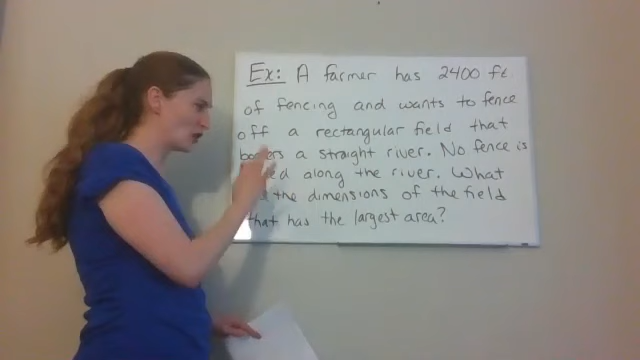 Ex: A farmer has 2400 ft
of fencing and wants to fence
off a rectangular field that
a straight river. No fence is
along the river. What
the dimensions of the field
that has the largest area?